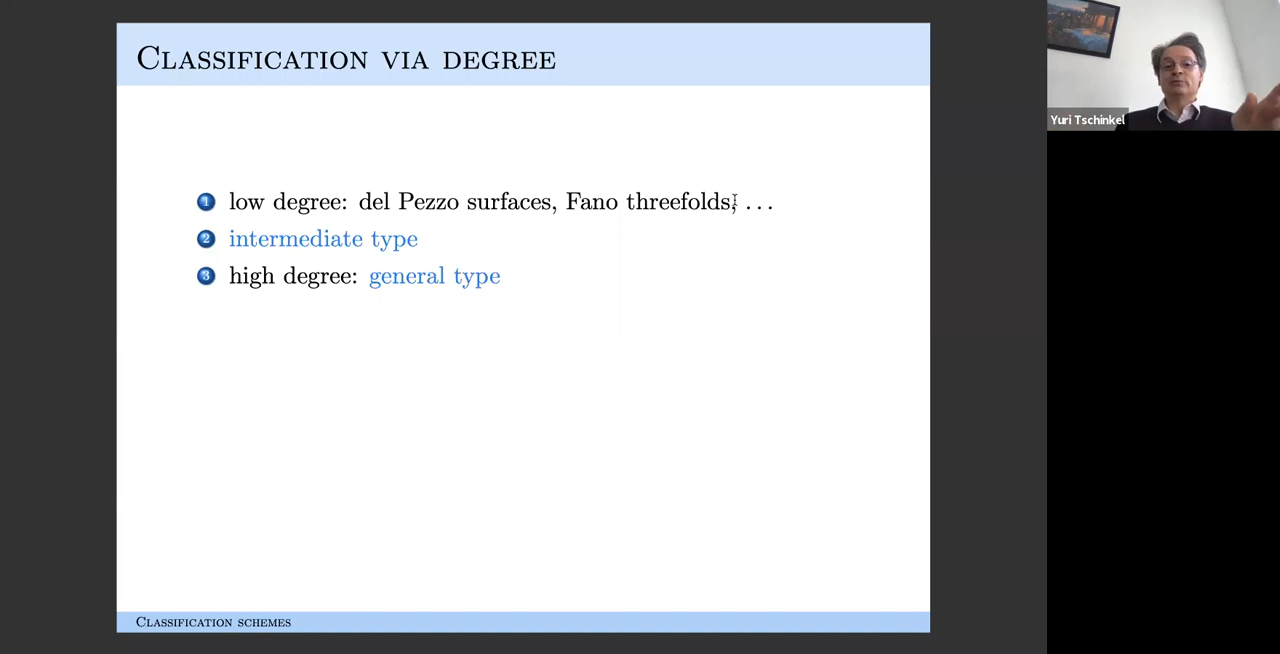 Classification via degree
1 low degree: del Pezzo surfaces, Fano threefolds, ...
2 intermediate type
3 high degree: general type
Classification schemes
Yuri Tschinkel